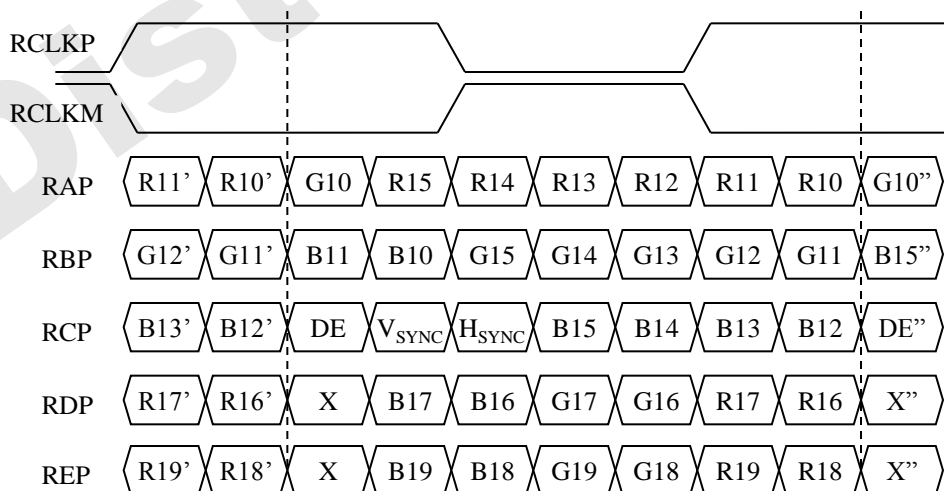 RCLKP
RCLKM
RAP R11’ R10’ G10 R15 R14 R13 R12 R11 R10 G10”
RBP G12’ G11’ B11 B10 G15 G14 G13 G12 G11 B15”
RCP B13’ B12’ DE VSYNC HSYNC B15 B14 B13 B12 DE”
RDP R17’ R16’ X B17 B16 G17 G16 R17 R16 X”
REP R19’ R18’ X B19 B18 G19 G18 R19 R18 X”